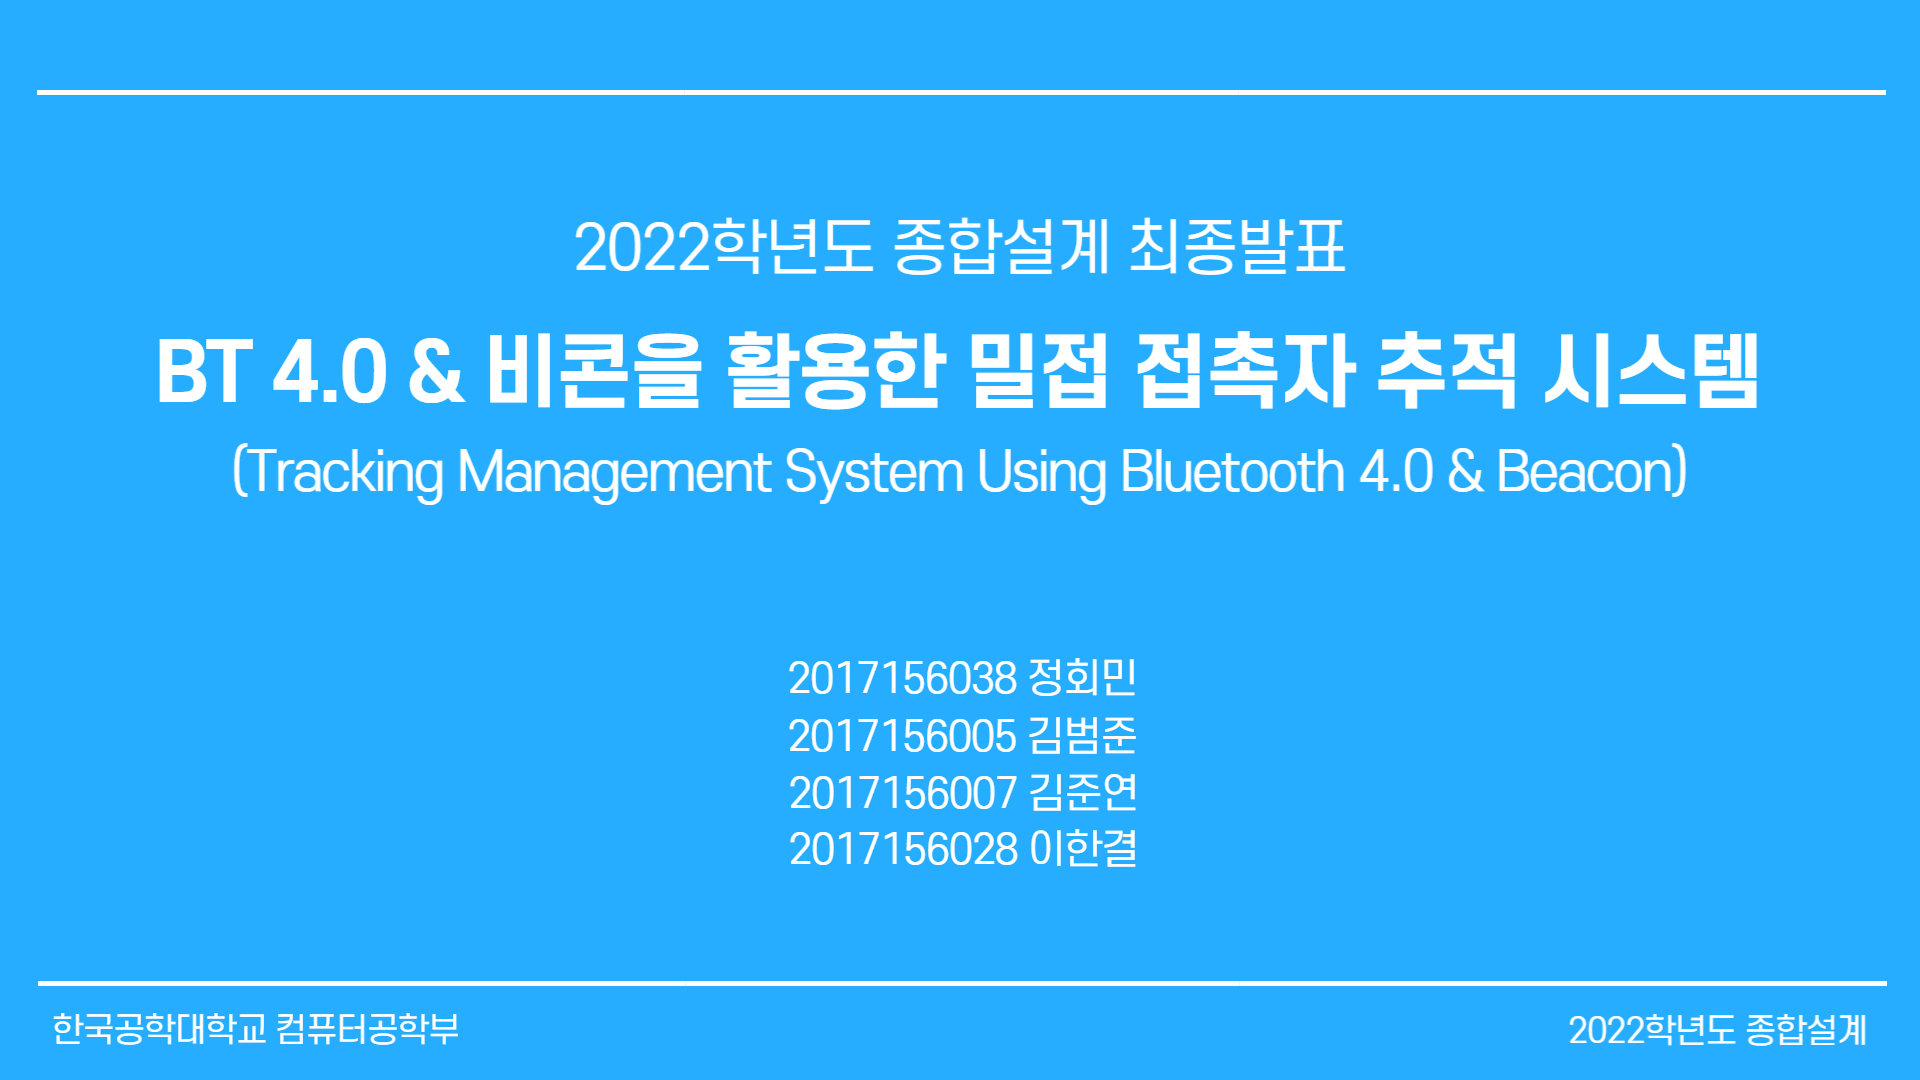 2022학년도 종합설계 최종발표
BT 4.0 & 비콘을 활용한 밀접 접촉자 추적 시스템
(Tracking Management System Using Bluetooth 4.0 & Beacon)
2017156038 정회민
2017156005 김범준
2017156007 김준연
2017156028 이한결
한국공학대학교 컴퓨터공학부
2022학년도 종합설계